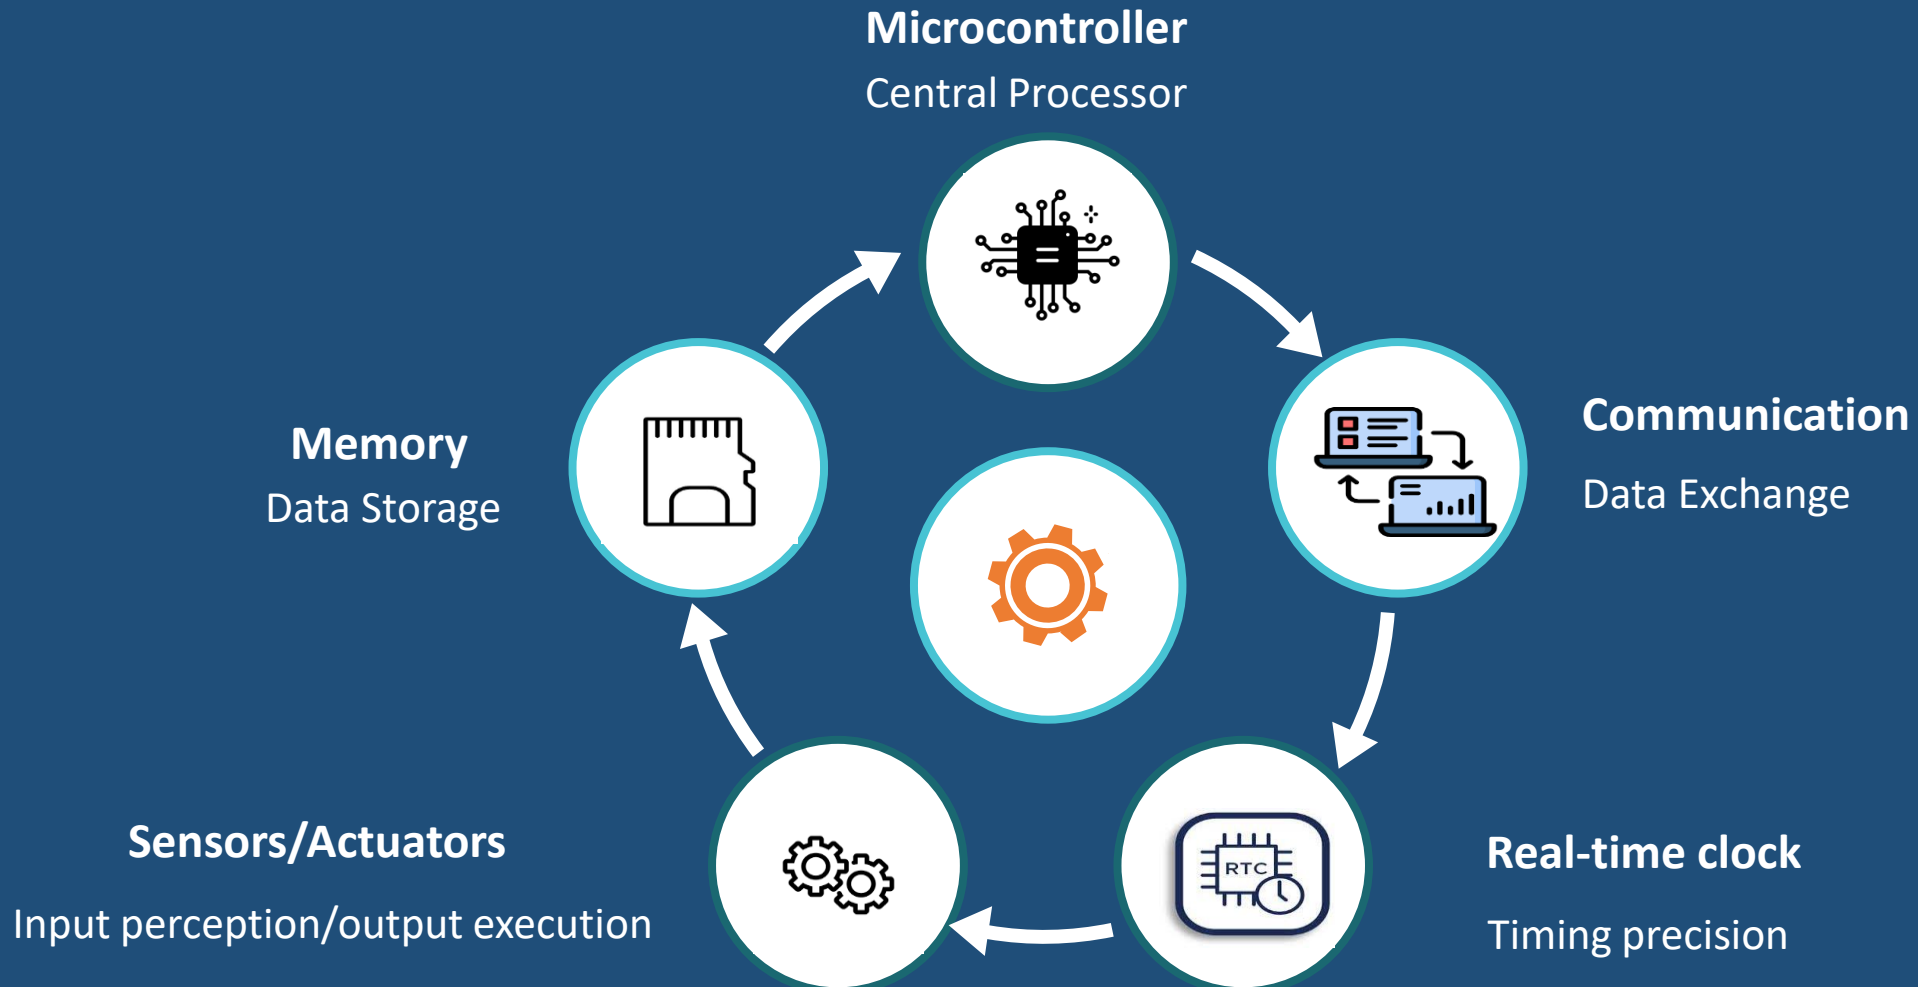 Microcontroller
Central Processor
Communication
Data Exchange
Real-time clock
Timing precision
RTC
Sensors/Actuators
Input perception/output execution
Memory
Data Storage